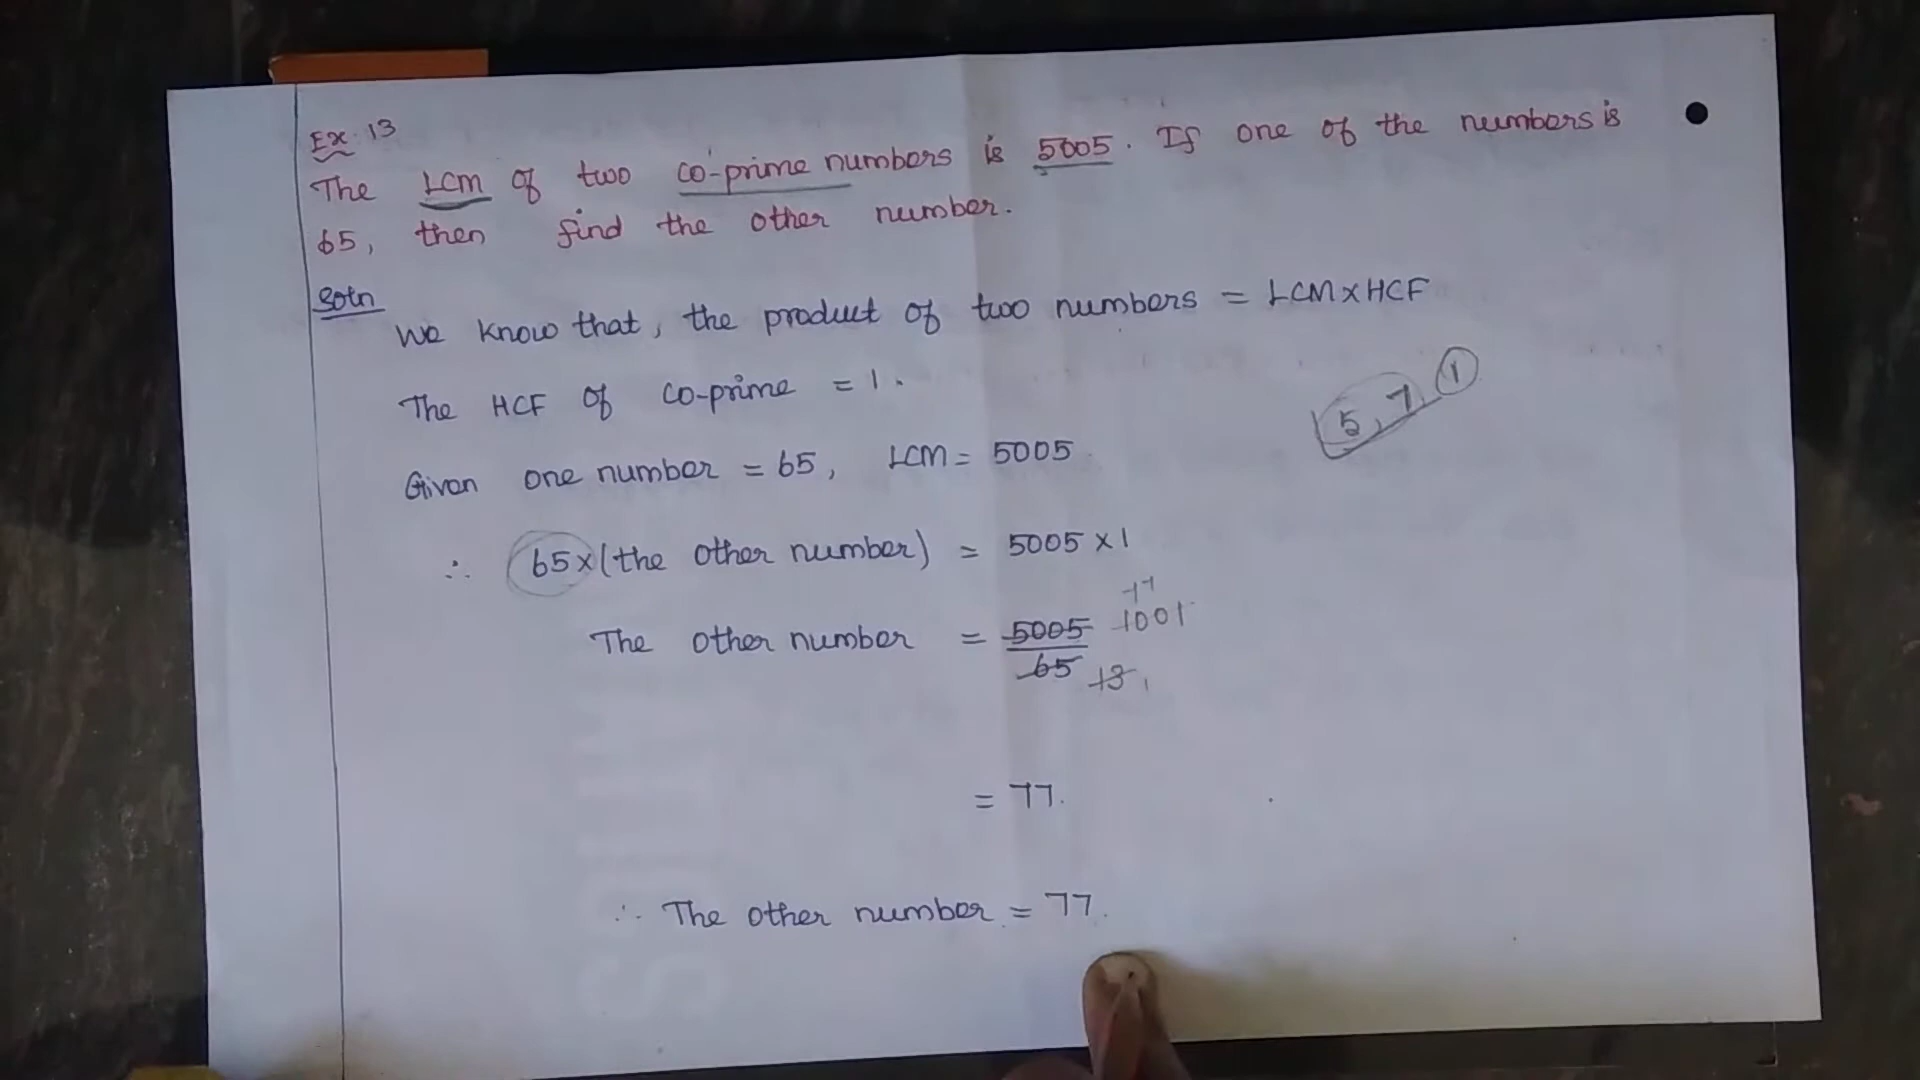 Ex. 13
The LCM of two co-prime numbers is 5005. If one of the numbers is
65, then find the other number.
Soln
We know that, the product of two numbers = LCM x HCF
The HCF of co-prime = 1.
5, 7, 1
Given one number = 65, LCM = 5005
∴ 65 x (the other number) = 5005 x 1
77
The other number = 5005 1001
65 13 1
= 77.
∴ The other number = 77.